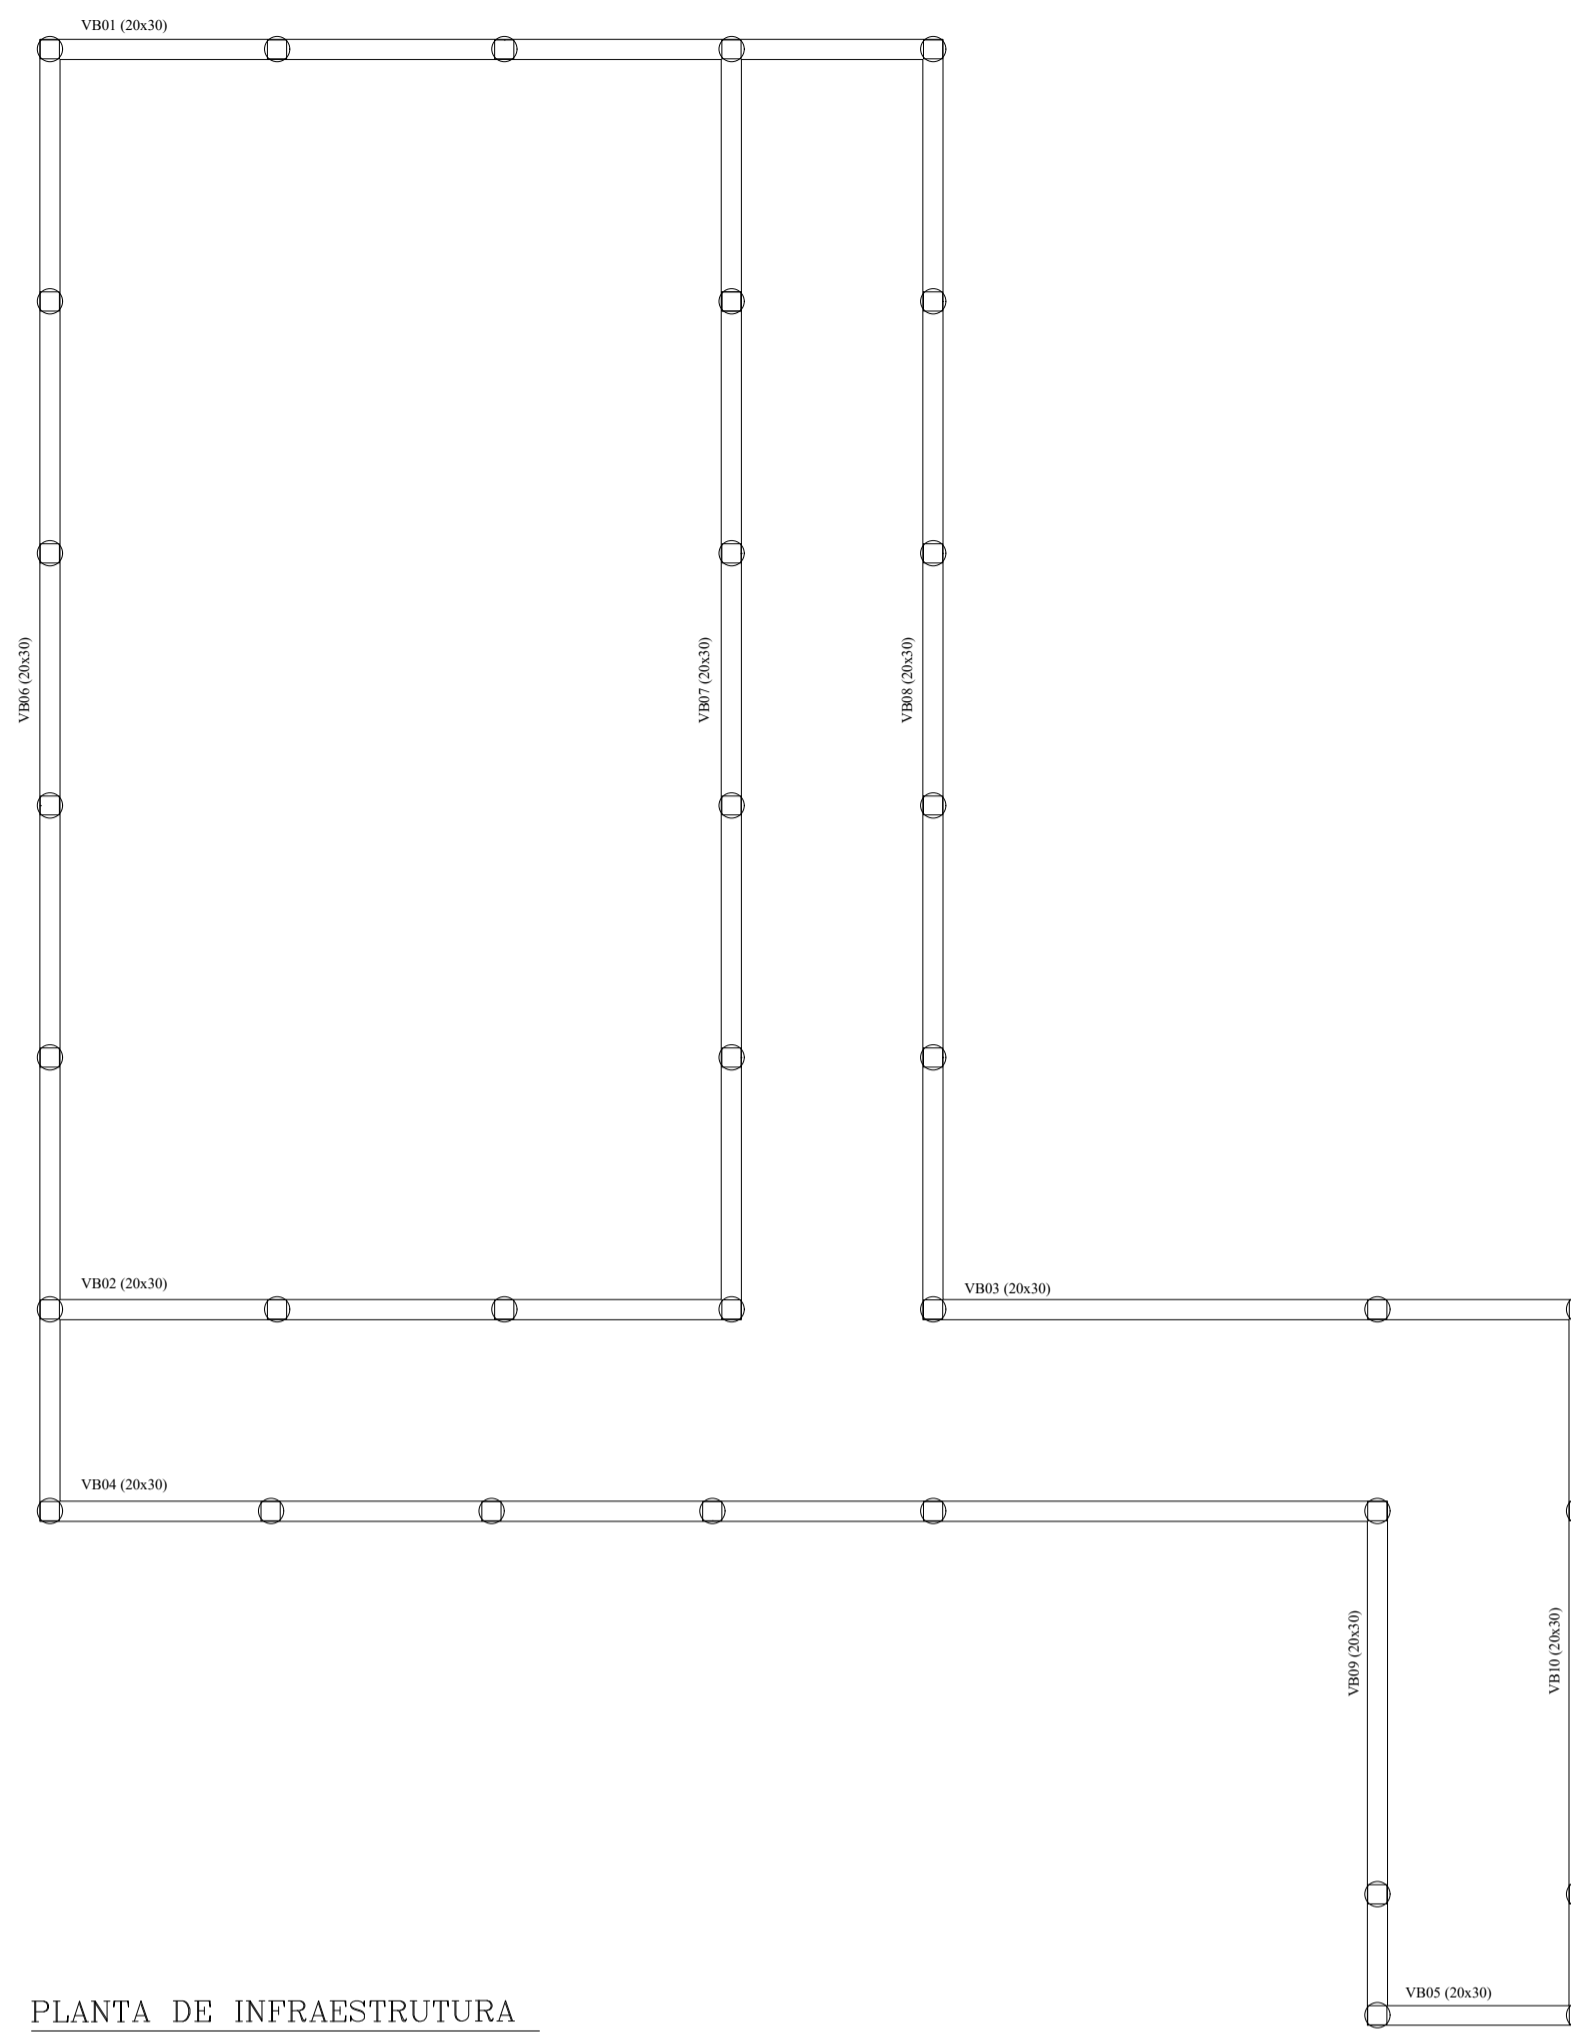 VB01 (20x30)
VB06 (20x30)
VB07 (20x30)
VB08 (20x30)
VB02 (20x30)
VB03 (20x30)
VB04 (20x30)
VB09 (20x30)
VB10 (20x30)
VB05 (20x30)
PLANTA DE INFRAESTRUTURA